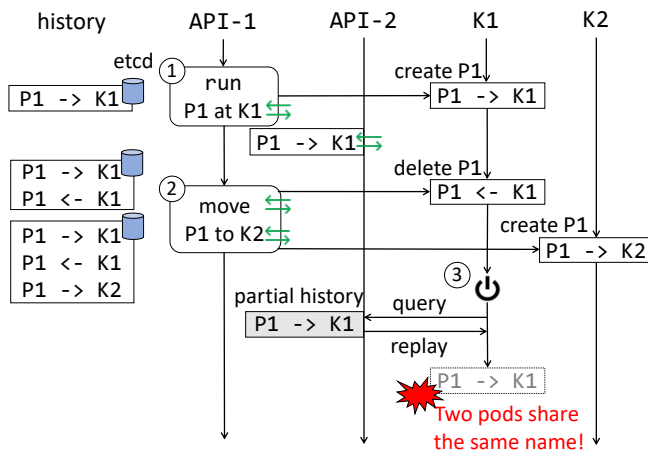 history API-1 API-2 K1 K2
etcd
1
run
P1 at K1
create P1
P1 -> K1
P1 -> K1
P1 -> K1
P1 -> K1
P1 <- K1
2
move
P1 to K2
delete P1
P1 <- K1
create P1
P1 -> K2
P1 -> K1
P1 <- K1
P1 -> K2
3
partial history
query
P1 -> K1
replay
P1 -> K1
Two pods share
the same name!